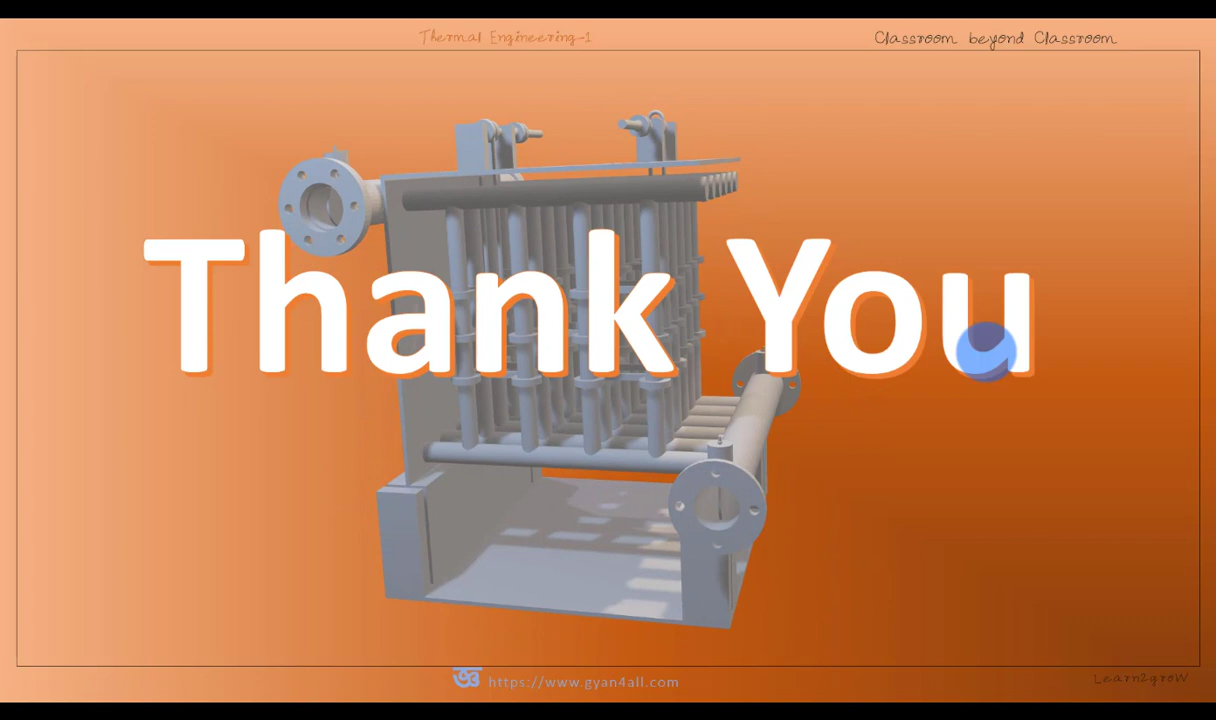 Thermal Engineering-1
Classroom beyond Classroom
Thank You
https://www.gyan4all.com
Learn2groW